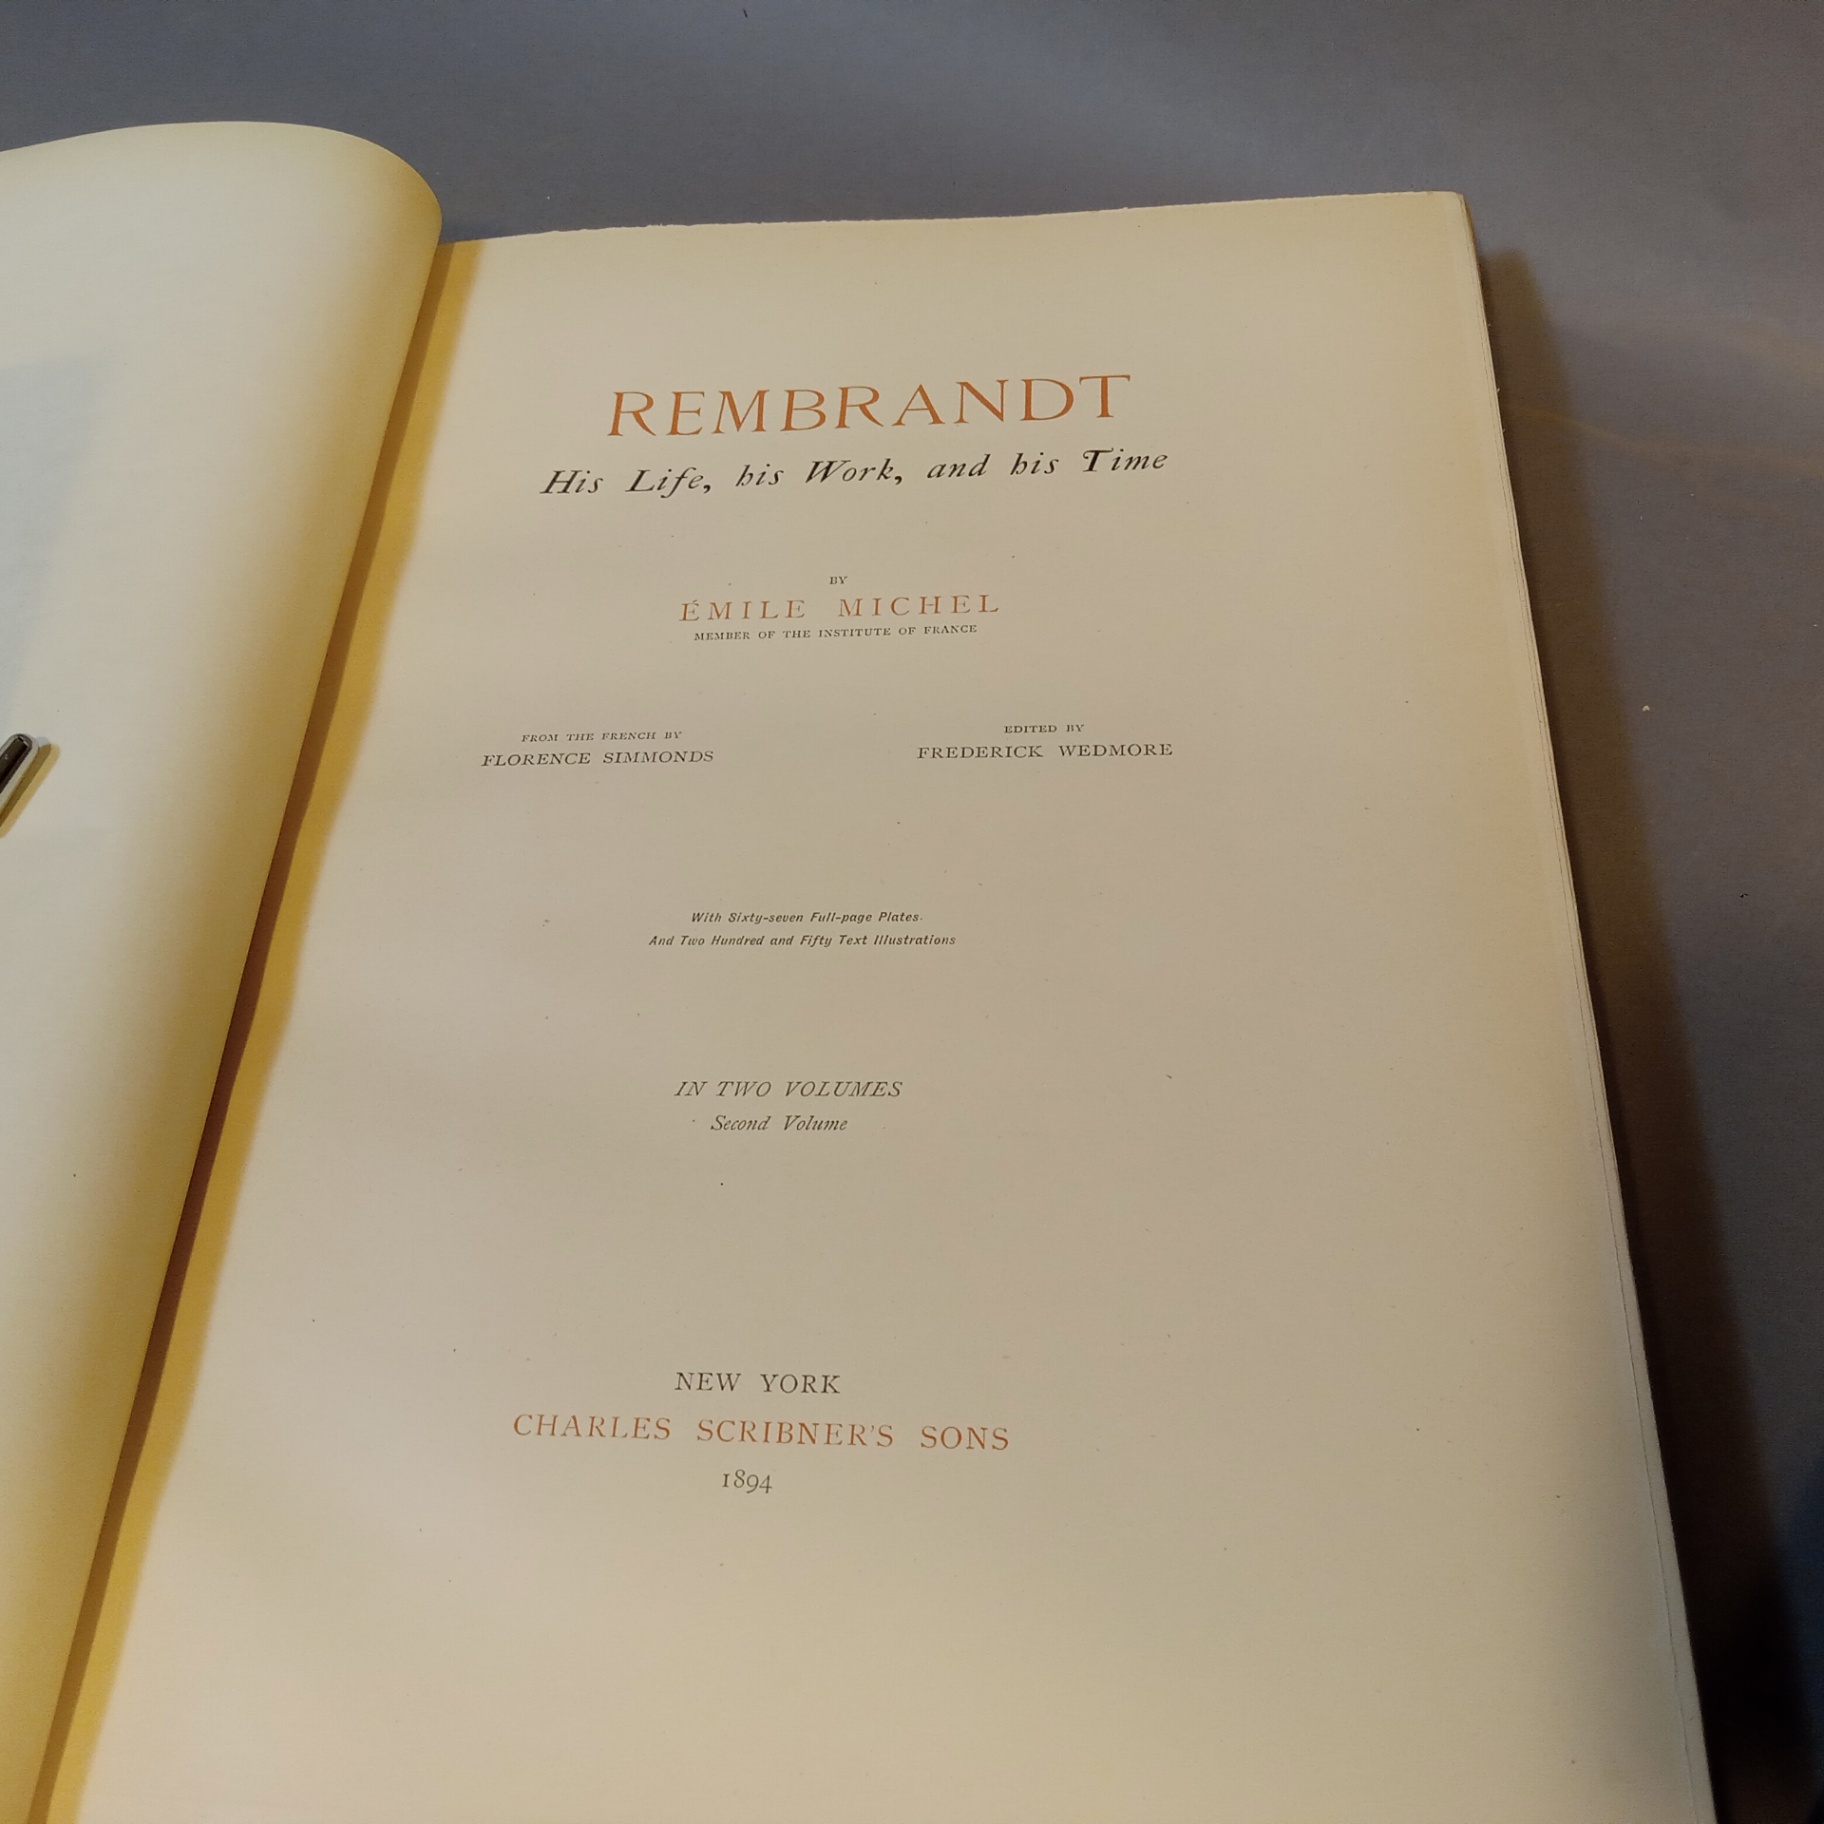 REMBRANDT
His Life, his Work, and his Time
BY
ÉMILE MICHEL
MEMBER OF THE INSTITUTE OF FRANCE
FROM THE FRENCH BY
FLORENCE SIMMONDS
EDITED BY
FREDERICK WEDMORE
With Sixty-seven Full-page Plates.
And Two Hundred and Fifty Text Illustrations
IN TWO VOLUMES
Second Volume
NEW YORK
CHARLES SCRIBNER'S SONS
1894